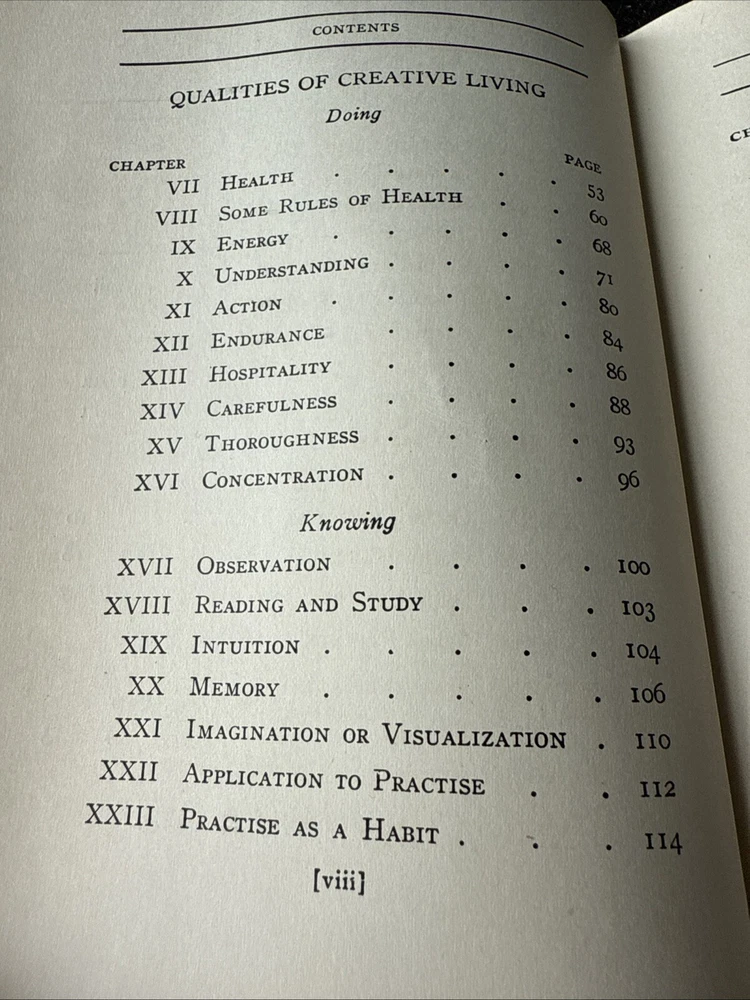 CONTENTS
QUALITIES OF CREATIVE LIVING
Doing
CHAPTER PAGE
VII HEALTH . . . . . 53
VIII SOME RULES OF HEALTH . . 60
IX ENERGY . . . . . 68
X UNDERSTANDING . . . . 71
XI ACTION . . . . . 80
XII ENDURANCE . . . . 84
XIII HOSPITALITY . . . . 86
XIV CAREFULNESS . . . . 88
XV THOROUGHNESS . . . . 93
XVI CONCENTRATION . . . . 96
Knowing
XVII OBSERVATION . . . . 100
XVIII READING AND STUDY . . . 103
XIX INTUITION . . . . . 104
XX MEMORY . . . . . 106
XXI IMAGINATION OR VISUALIZATION . 110
XXII APPLICATION TO PRACTISE . . 112
XXIII PRACTISE AS A HABIT . . . 114
[viii]